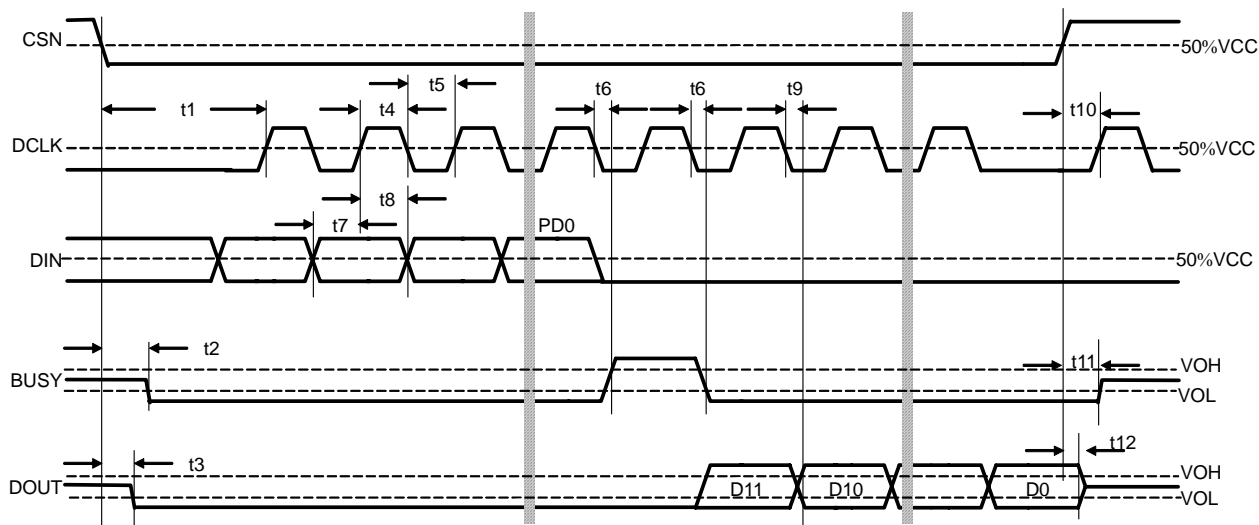 CSN
50%VCC
t5
t1
t4
t6
t6
t9
t10
DCLK
50%VCC
t8
t7
PD0
DIN
50%VCC
t2
t11
BUSY
VOH
VOL
t3
t12
DOUT
D11
D10
D0
VOH
VOL